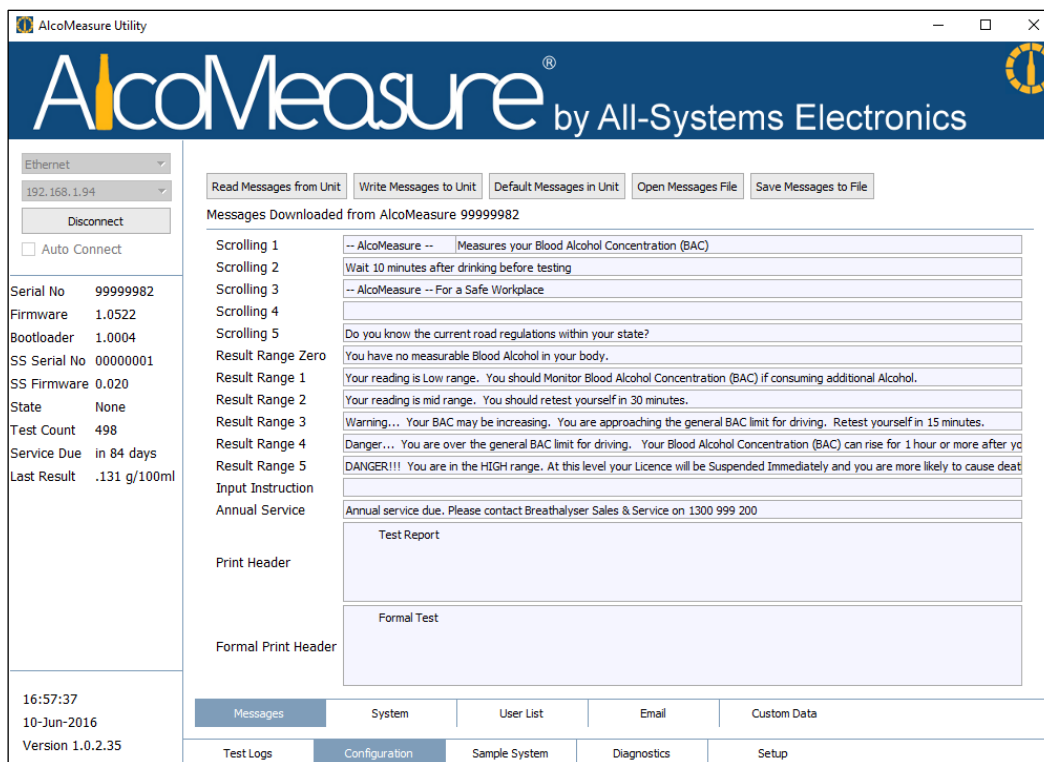 AlcoMeasure Utility
AlcoMeasure® by All-Systems Electronics
Ethernet
192.168.1.94
Disconnect
Auto Connect
Serial No 99999982
Firmware 1.0522
Bootloader 1.0004
SS Serial No 00000001
SS Firmware 0.020
State None
Test Count 498
Service Due in 84 days
Last Result .131 g/100ml
16:57:37
10-Jun-2016
Version 1.0.2.35
Read Messages from Unit Write Messages to Unit Default Messages in Unit Open Messages File Save Messages to File
Messages Downloaded from AlcoMeasure 99999982
Scrolling 1 -- AlcoMeasure -- Measures your Blood Alcohol Concentration (BAC)
Scrolling 2 Wait 10 minutes after drinking before testing
Scrolling 3 -- AlcoMeasure -- For a Safe Workplace
Scrolling 4
Scrolling 5 Do you know the current road regulations within your state?
Result Range Zero You have no measurable Blood Alcohol in your body.
Result Range 1 Your reading is Low range. You should Monitor Blood Alcohol Concentration (BAC) if consuming additional Alcohol.
Result Range 2 Your reading is mid range. You should retest yourself in 30 minutes.
Result Range 3 Warning... Your BAC may be increasing. You are approaching the general BAC limit for driving. Retest yourself in 15 minutes.
Result Range 4 Danger... You are over the general BAC limit for driving. Your Blood Alcohol Concentration (BAC) can rise for 1 hour or more after yo
Result Range 5 DANGER!!! You are in the HIGH range. At this level your Licence will be Suspended Immediately and you are more likely to cause deat
Input Instruction
Annual Service Annual service due. Please contact Breathalyser Sales & Service on 1300 999 200
Print Header Test Report
Formal Print Header Formal Test
Messages System User List Email Custom Data
Test Logs Configuration Sample System Diagnostics Setup